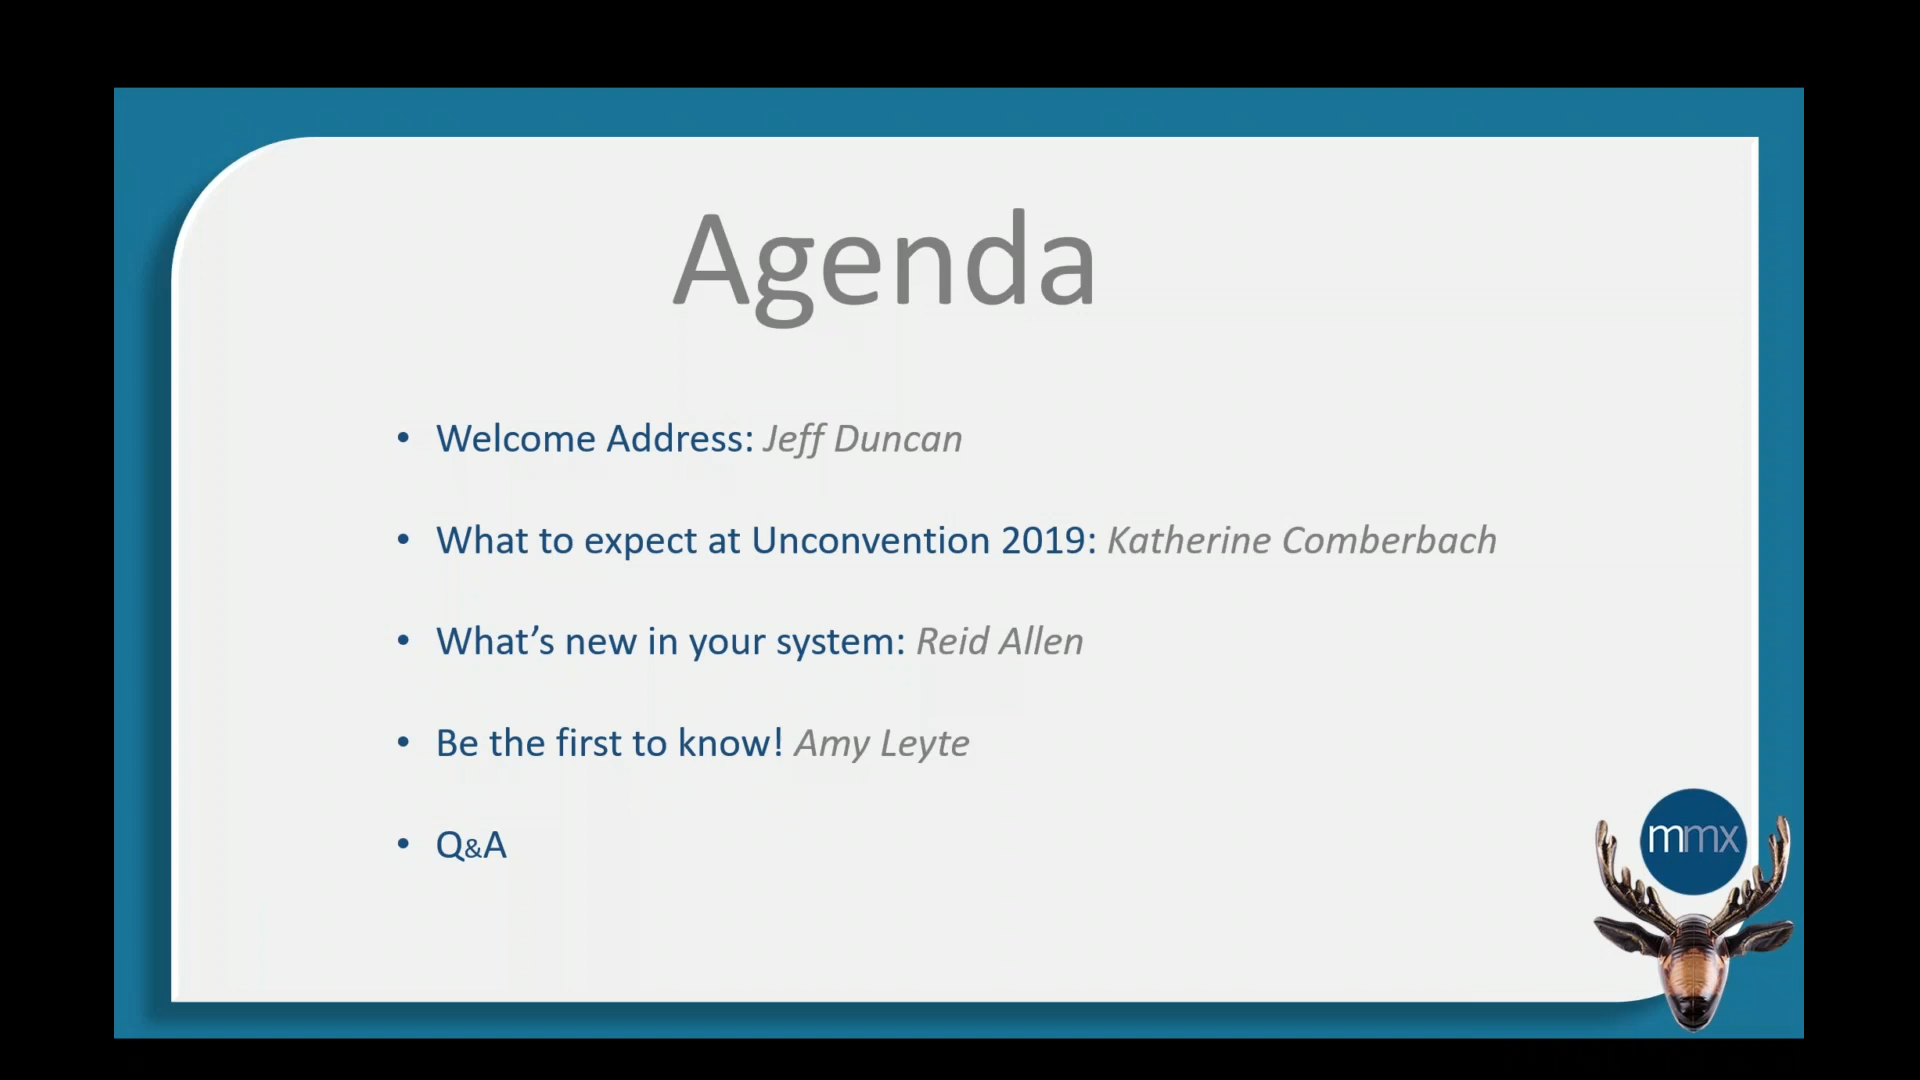 Agenda
• Welcome Address: Jeff Duncan
• What to expect at Unconvention 2019: Katherine Comberbach
• What’s new in your system: Reid Allen
• Be the first to know! Amy Leyte
• Q&A
mmx